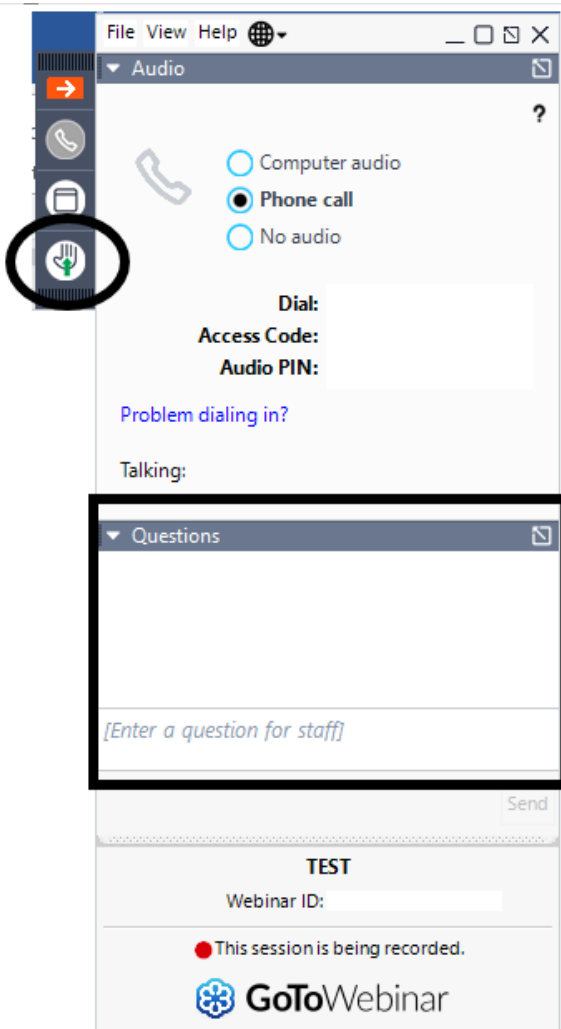 File View Help
Audio
?
Computer audio
Phone call
No audio
Dial:
Access Code:
Audio PIN:
Problem dialing in?
Talking:
Questions
[Enter a question for staff]
Send
TEST
Webinar ID:
This session is being recorded.
GoToWebinar